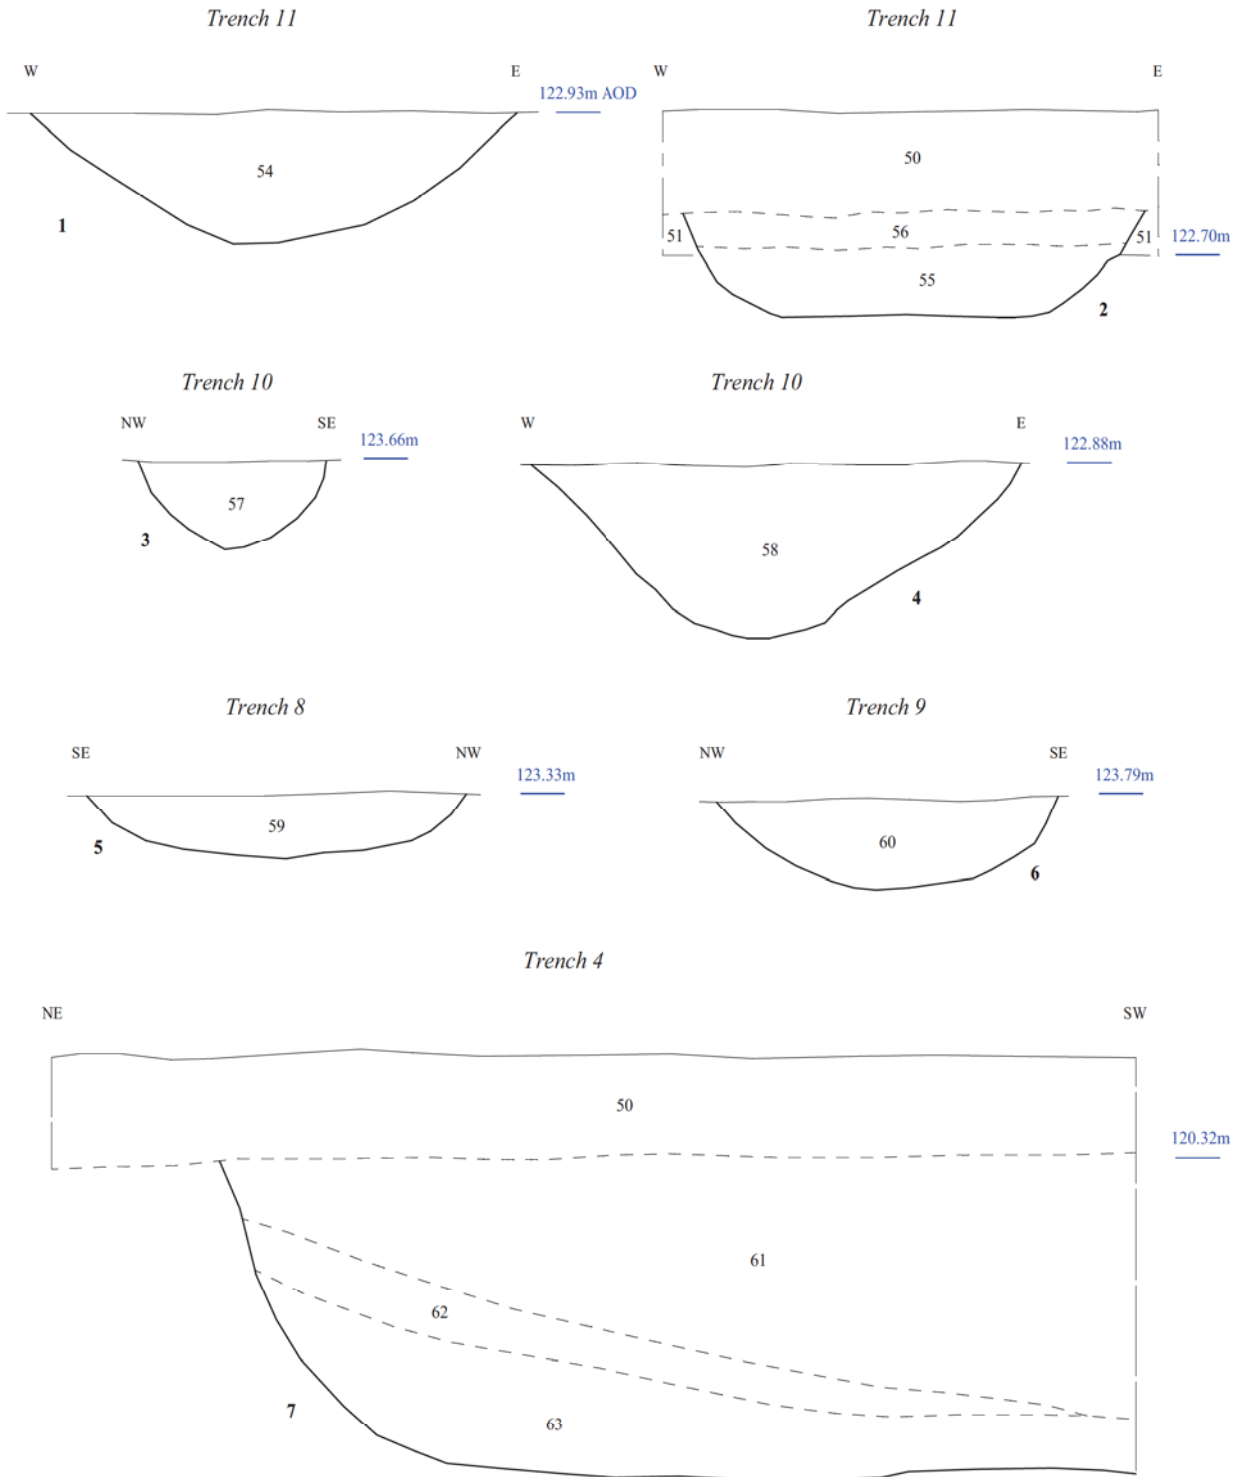 Trench 11
Trench 11
W
E
122.93m AOD
W
E
54
50
1
51
56
51
122.70m
55
2
Trench 10
Trench 10
NW
SE
123.66m
W
E
122.88m
57
3
58
4
Trench 8
Trench 9
SE
NW
123.33m
NW
SE
123.79m
59
5
60
6
Trench 4
NE
SW
50
120.32m
61
62
7
63